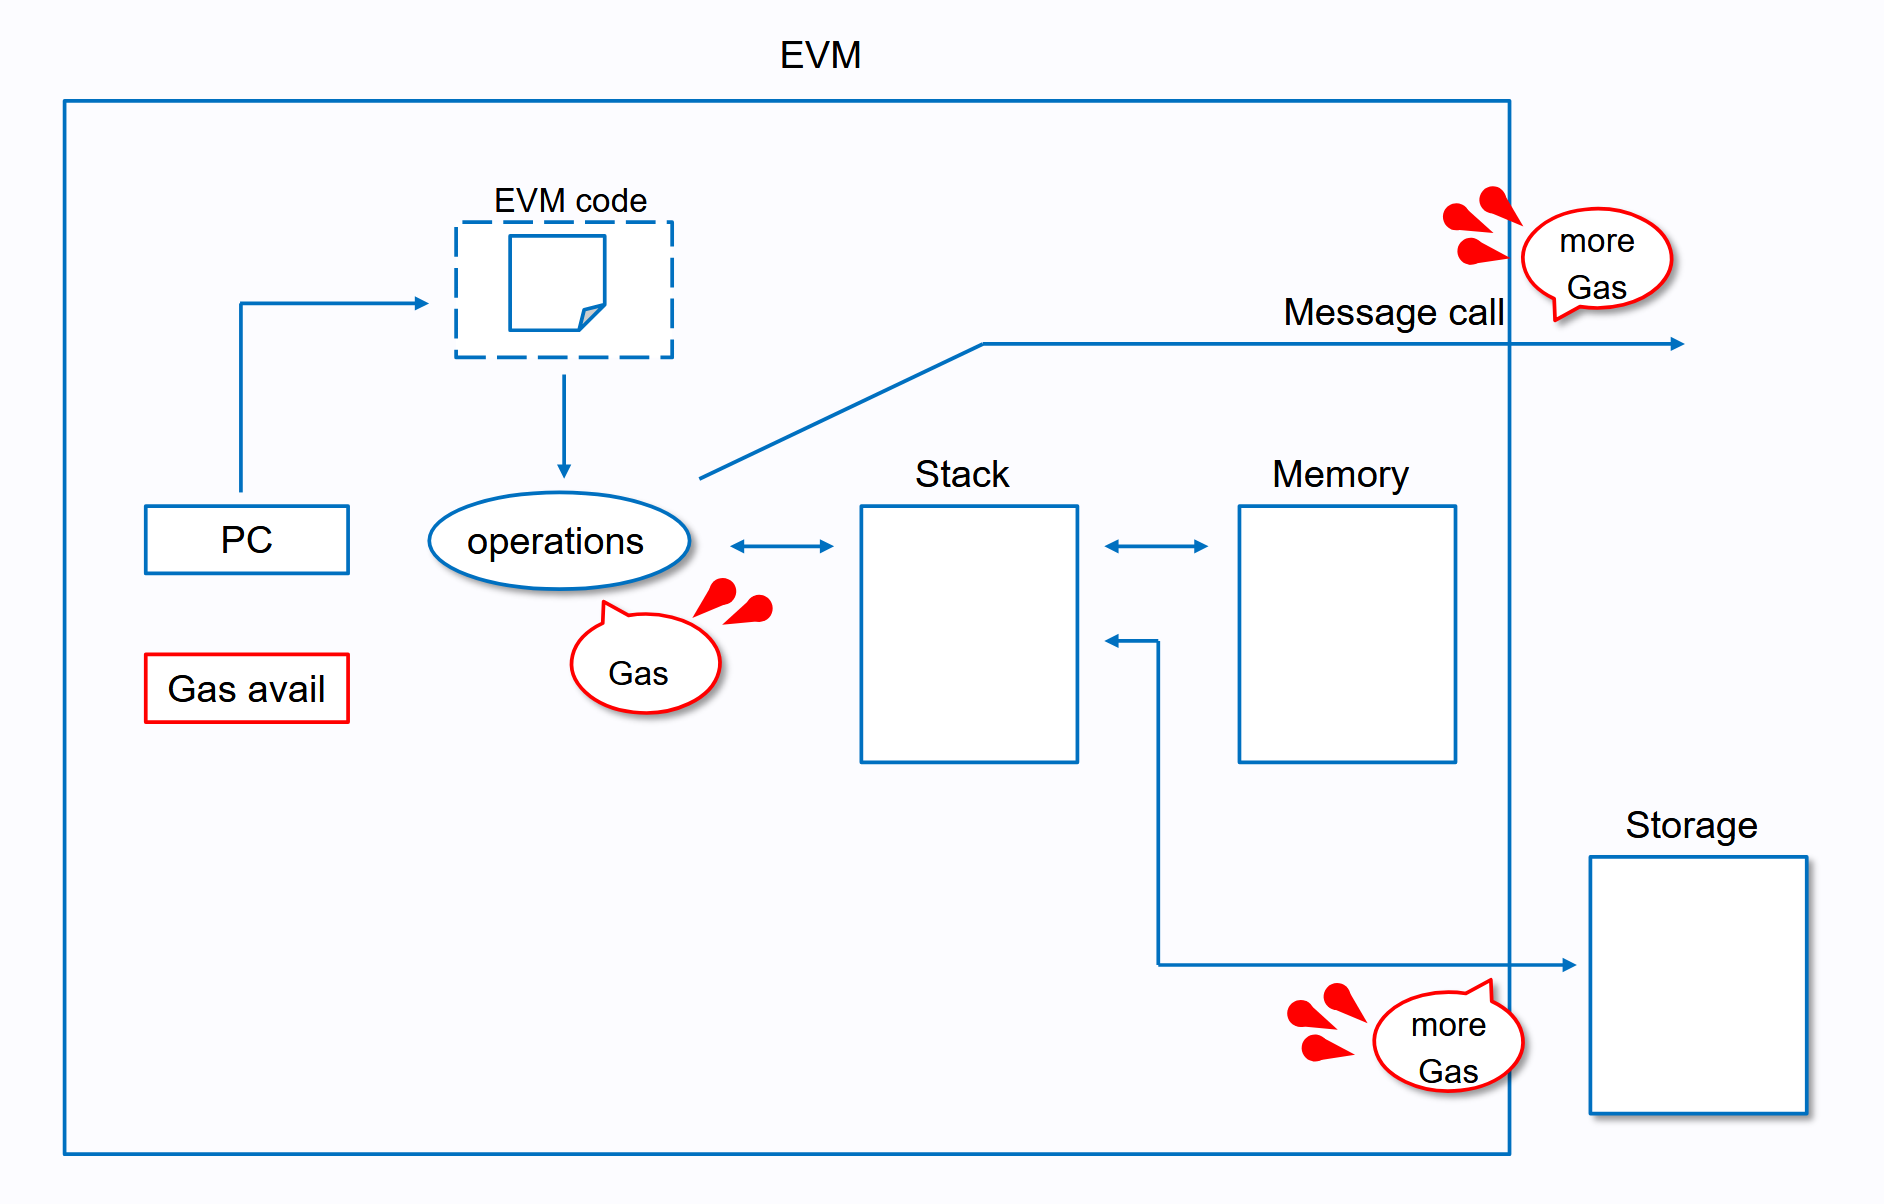 EVM
EVM code
more
Gas
Message call
Stack
Memory
PC
operations
Gas
Gas avail
Storage
more
Gas